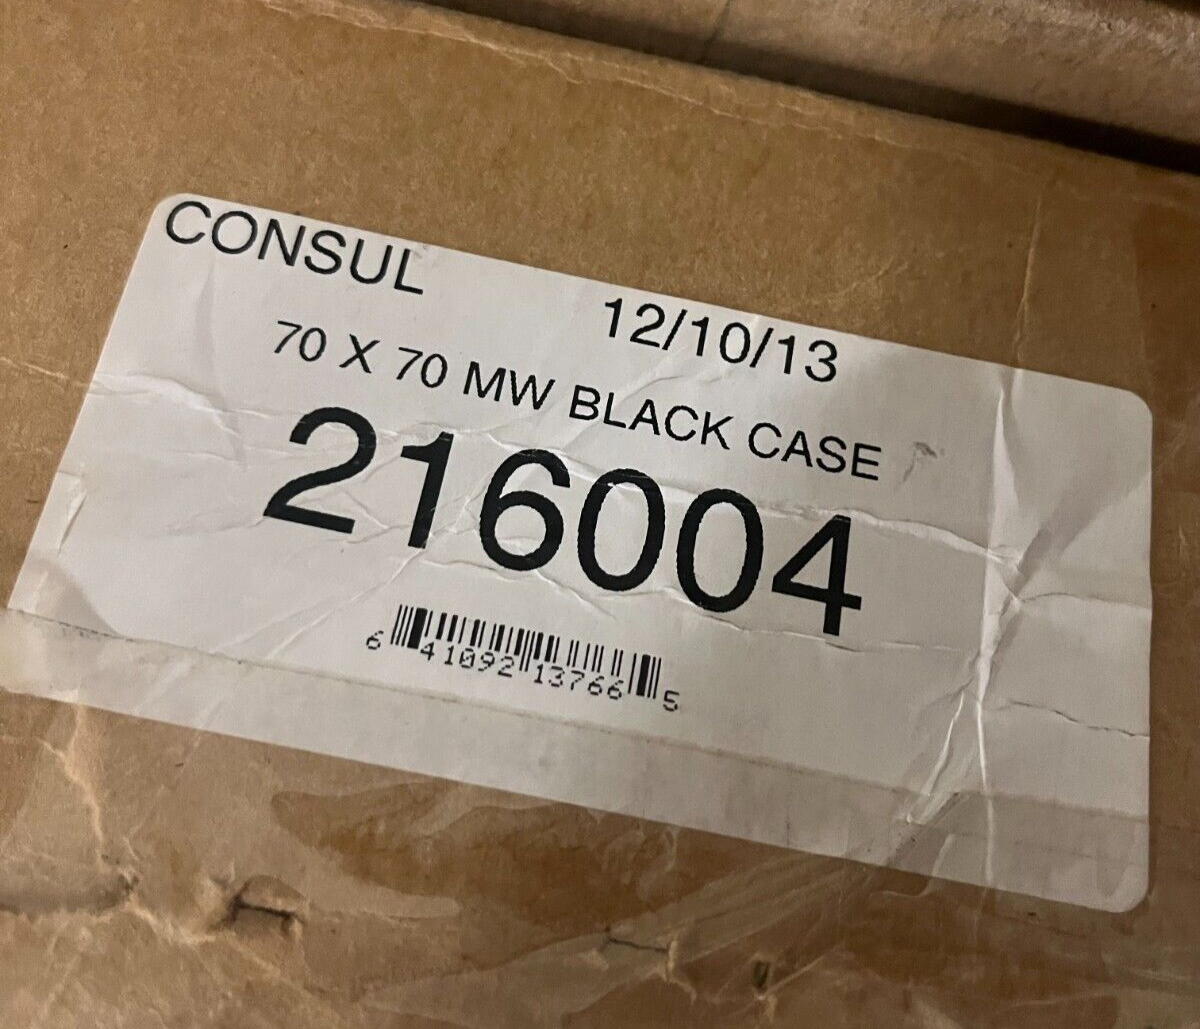 CONSUL
12/10/13
70 X 70 MW BLACK CASE
216004
6 41092 13766 5